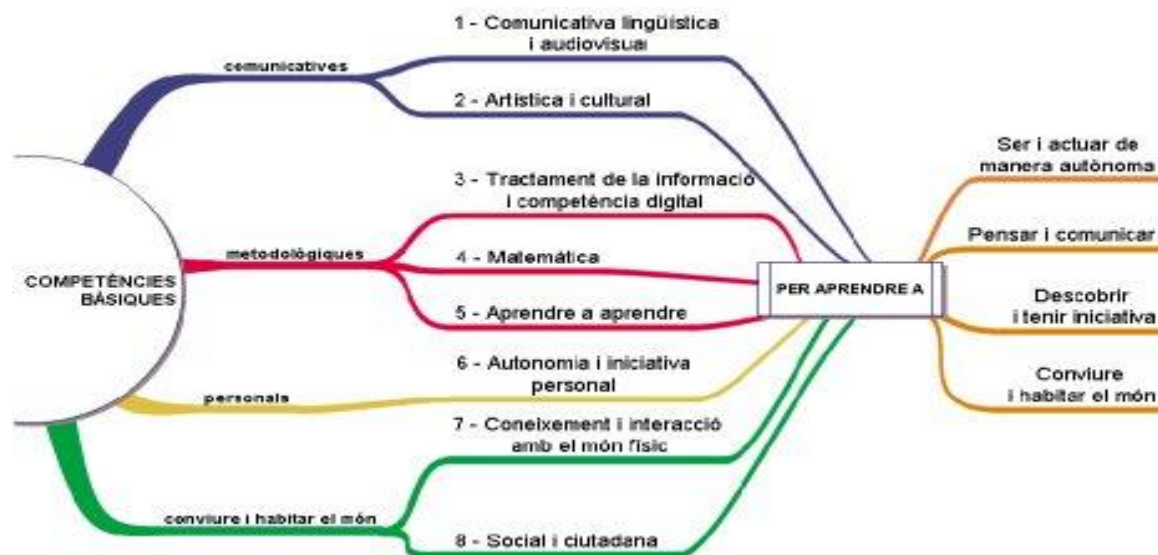 1 - Comunicativa lingüística
i audiovisual
comunicatives
2 - Artística i cultural
3 - Tractament de la informació
i competència digital
metodològiques
4 - Matemàtica
COMPETÈNCIES
BÀSIQUES
5 - Aprendre a aprendre
6 - Autonomia i iniciativa
personal
personals
7 - Coneixement i interacció
amb el món físic
conviure i habitar el món
8 - Social i ciutadana
PER APRENDRE A
Ser i actuar de
manera autònoma
Pensar i comunicar
Descobrir
i tenir iniciativa
Conviure
i habitar el món